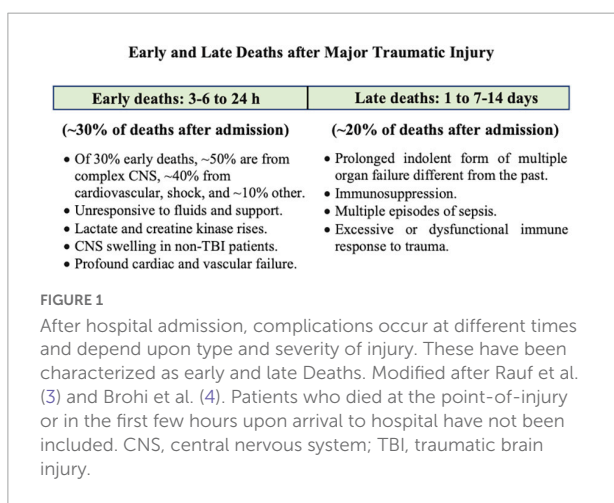 Early and Late Deaths after Major Traumatic Injury
Early deaths: 3-6 to 24 h
(~30% of deaths after admission)
• Of 30% early deaths, ~50% are from
complex CNS, ~40% from
cardiovascular, shock, and ~10% other.
• Unresponsive to fluids and support.
• Lactate and creatine kinase rises.
• CNS swelling in non-TBI patients.
• Profound cardiac and vascular failure.
Late deaths: 1 to 7-14 days
(~20% of deaths after admission)
• Prolonged indolent form of multiple
organ failure different from the past.
• Immunosuppression.
• Multiple episodes of sepsis.
• Excessive or dysfunctional immune
response to trauma.
FIGURE 1
After hospital admission, complications occur at different times
and depend upon type and severity of injury. These have been
characterized as early and late Deaths. Modified after Rauf et al.
(3) and Brohi et al. (4). Patients who died at the point-of-injury
or in the first few hours upon arrival to hospital have not been
included. CNS, central nervous system; TBI, traumatic brain
injury.